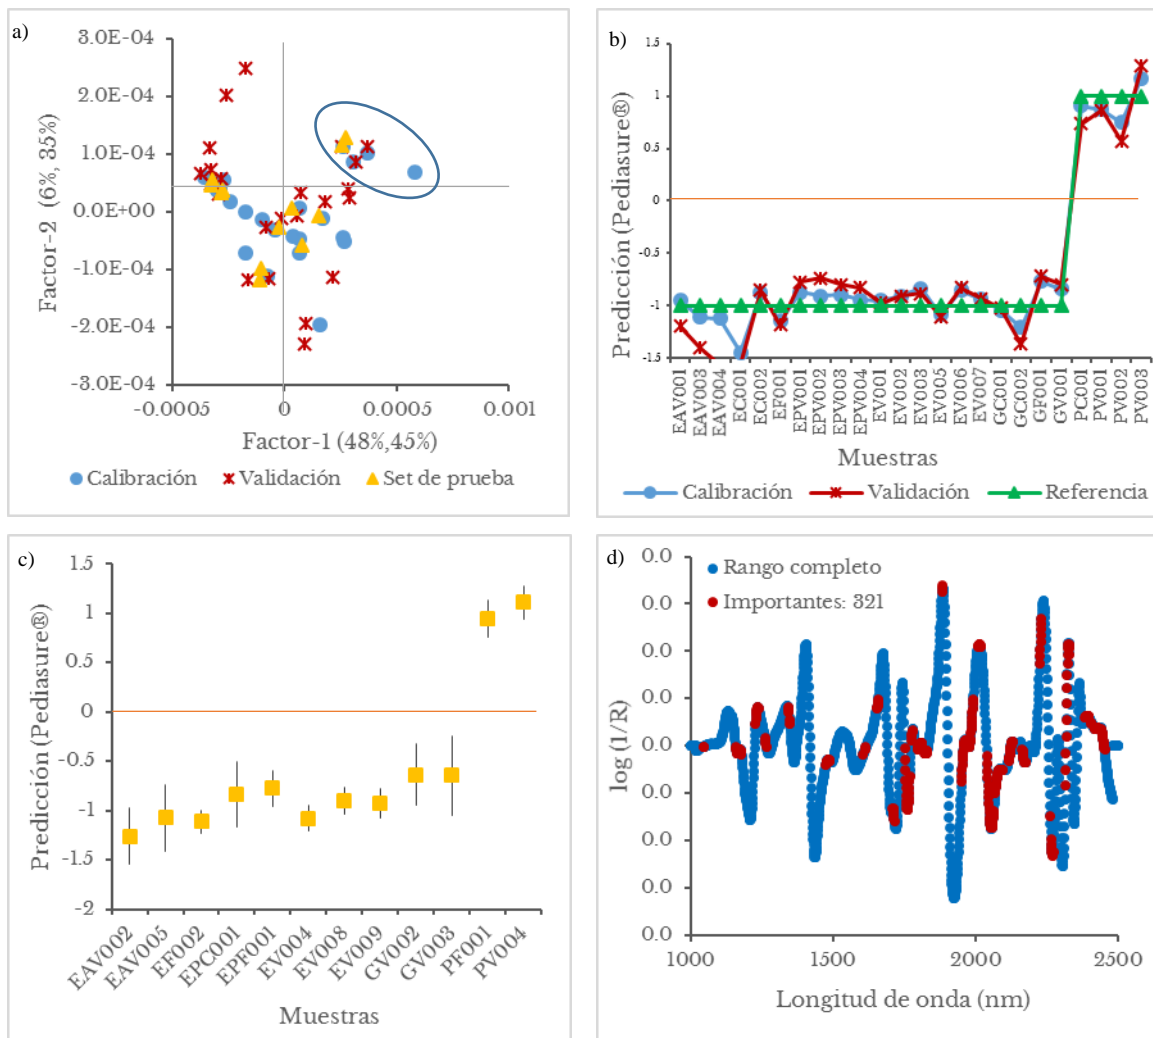 a)
3.0E-04
2.0E-04
1.0E-04
0.0E+00
-1.0E-04
-2.0E-04
-3.0E-04
Factor-2 (6%, 35%)
-0.0005
0
0.0005
0.001
Factor-1 (48%,45%)
Calibración
Validación
Set de prueba
b)
1.5
1
0.5
0
-0.5
-1
-1.5
Predicción (Pediasure®)
EAV001
EAV003
EAV004
EC001
EC002
EF001
EPV001
EPV002
EPV003
EPV004
EV001
EV002
EV003
EV005
EV006
EV007
GC001
GC002
GF001
GV001
PC001
PV001
PV002
PV003
Muestras
Calibración
Validación
Referencia
c)
1.5
1
0.5
0
-0.5
-1
-1.5
-2
Predicción (Pediasure®)
EAV002
EAV005
EF002
EPC001
EPF001
EV004
EV008
EV009
GV002
GV003
PF001
PV004
Muestras
d)
0.0
0.0
0.0
0.0
0.0
0.0
0.0
0.0
0.0
log (1/R)
Rango completo
Importantes: 321
1000
1500
2000
2500
Longitud de onda (nm)